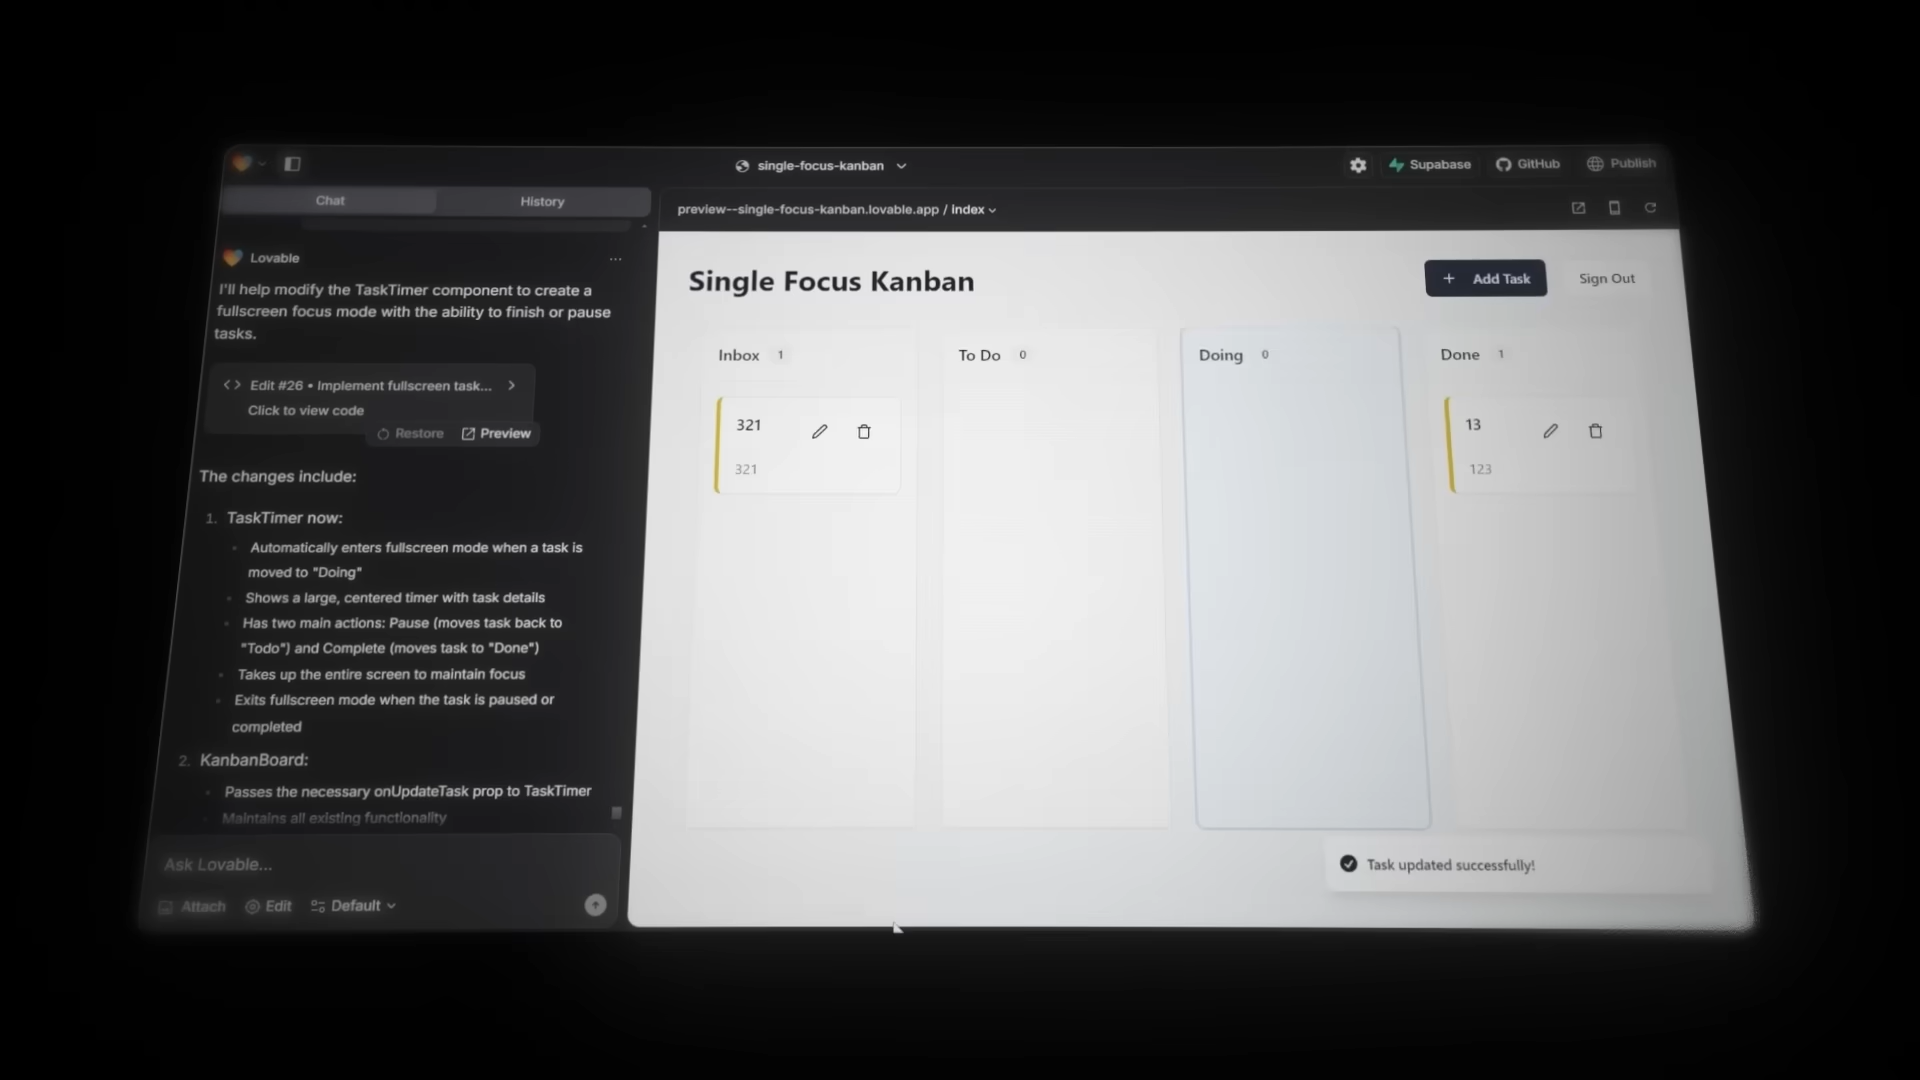 single-focus-kanban
Supabase
GitHub
Publish
Chat
History
preview--single-focus-kanban.lovable.app / index
Lovable
I'll help modify the TaskTimer component to create a
fullscreen focus mode with the ability to finish or pause
tasks.
Edit #26 • Implement fullscreen task...
Click to view code
Restore
Preview
The changes include:
1. TaskTimer now:
Automatically enters fullscreen mode when a task is
moved to "Doing"
Shows a large, centered timer with task details
Has two main actions: Pause (moves task back to
"Todo") and Complete (moves task to "Done")
Takes up the entire screen to maintain focus
Exits fullscreen mode when the task is paused or
completed
2. KanbanBoard:
Passes the necessary onUpdateTask prop to TaskTimer
Maintains all existing functionality
Ask Lovable...
Attach
Edit
Default
Single Focus Kanban
+ Add Task
Sign Out
Inbox 1
To Do 0
Doing 0
Done 1
321
321
13
123
Task updated successfully!